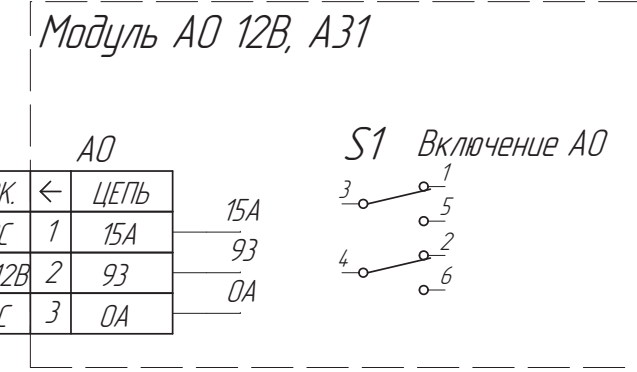 Модуль АО 12В, А31
АО
S1 Включение АО
К. ← ЦЕПЬ
С 1 15А
12В 2 93
С 3 0А
15А
93
0А
3 1
5
4 2
6